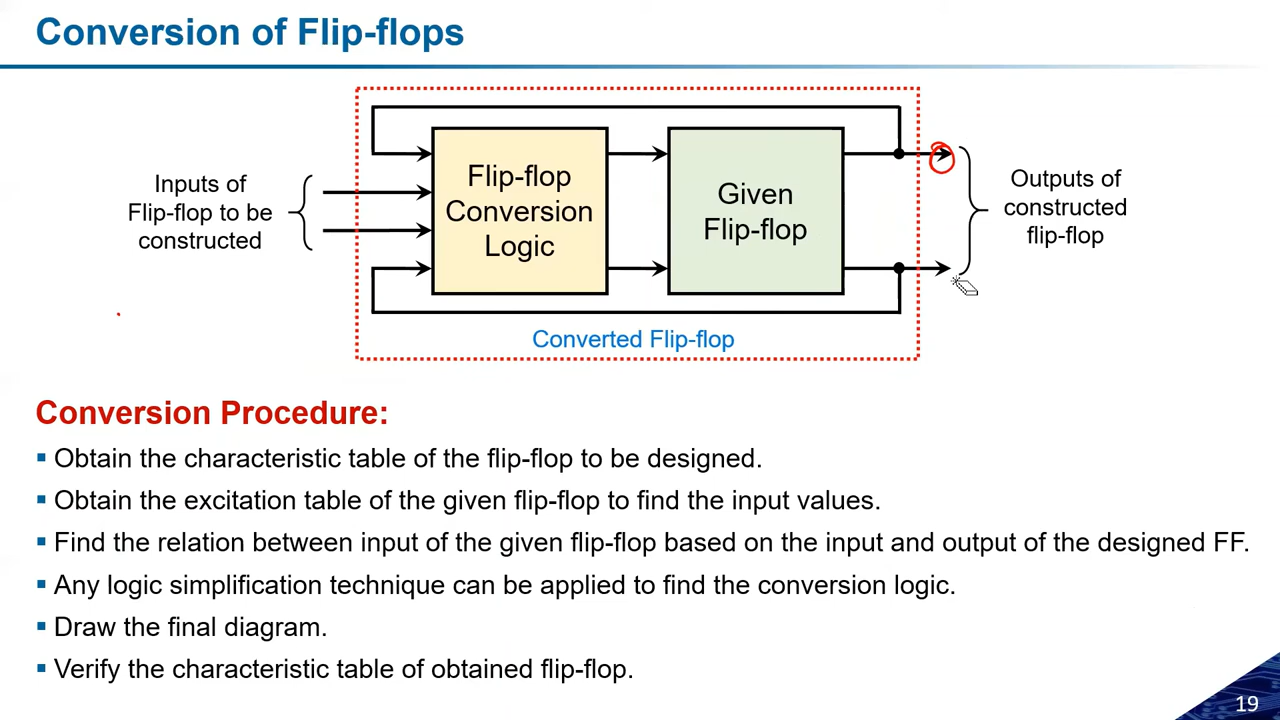 Conversion of Flip-flops
Inputs of
Flip-flop to be
constructed
Flip-flop
Conversion
Logic
Given
Flip-flop
Outputs of
constructed
flip-flop
Converted Flip-flop
Conversion Procedure:
▪ Obtain the characteristic table of the flip-flop to be designed.
▪ Obtain the excitation table of the given flip-flop to find the input values.
▪ Find the relation between input of the given flip-flop based on the input and output of the designed FF.
▪ Any logic simplification technique can be applied to find the conversion logic.
▪ Draw the final diagram.
▪ Verify the characteristic table of obtained flip-flop.
19